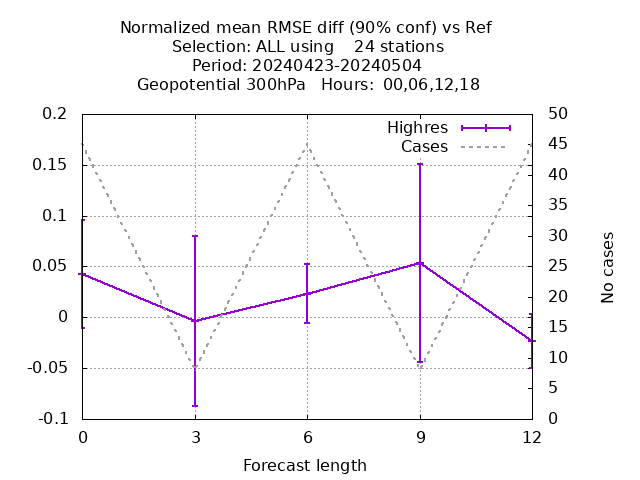 Normalized mean RMSE diff (90% conf) vs Ref
Selection: ALL using    24 stations
Period: 20240423-20240504
Geopotential 300hPa   Hours:  00,06,12,18
Highres
Cases
0.2
0.15
0.1
0.05
0
-0.05
-0.1
50
45
40
35
30
25
20
15
10
5
0
No cases
0
3
6
9
12
Forecast length